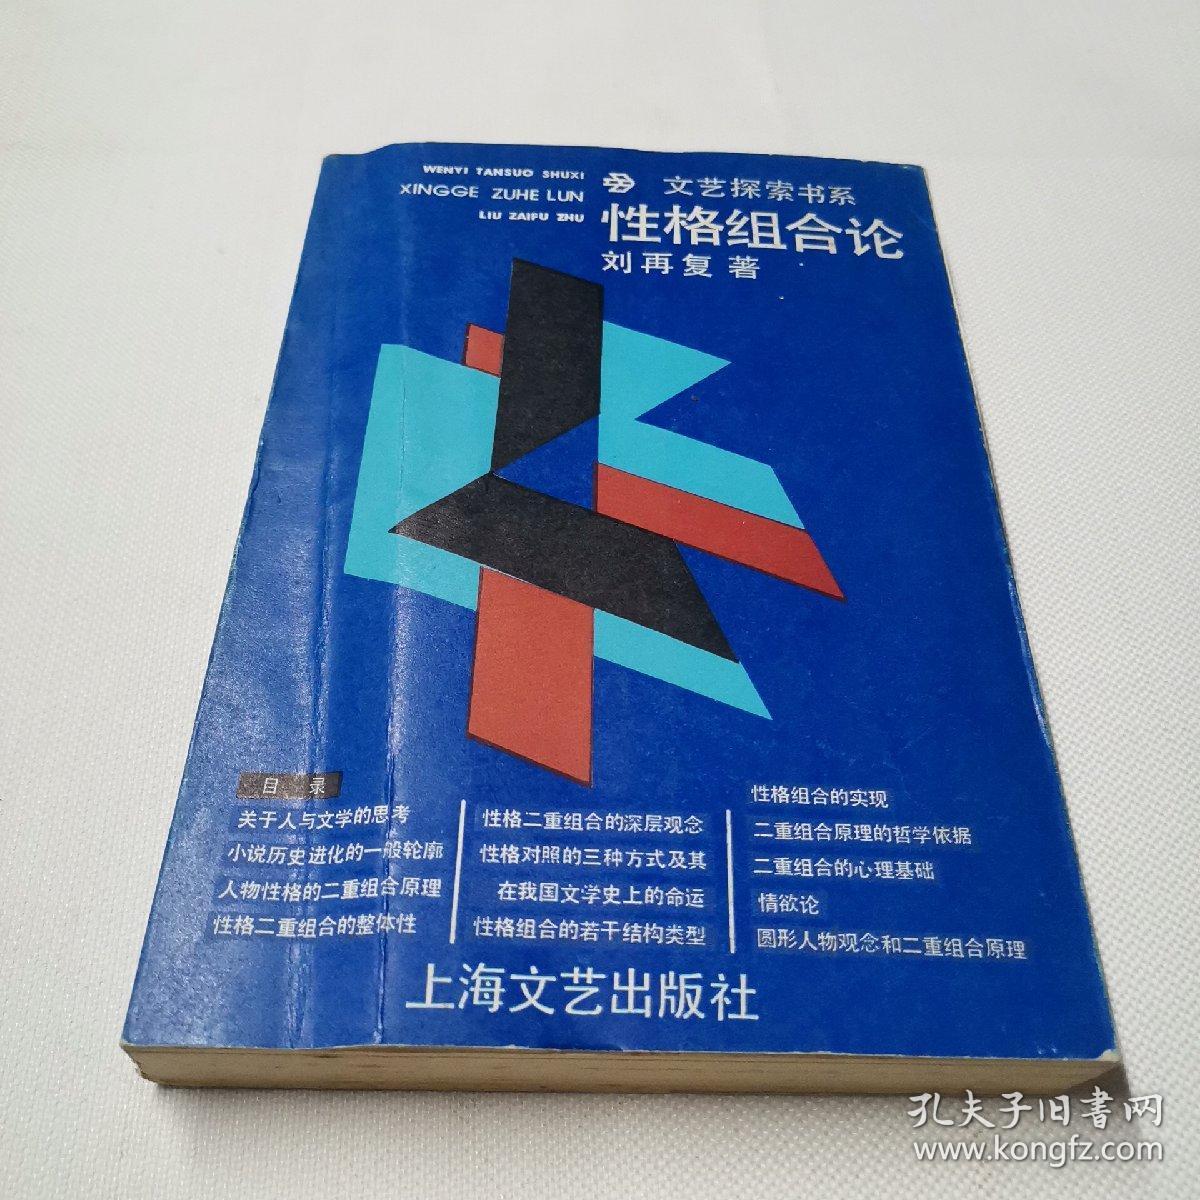 WENYI TANSUO SHUXI
文艺探索书系
XINGGE ZUHE LUN
性格组合论
LIU ZAIFU ZHU
刘再复 著
目 录
关于人与文学的思考
小说历史进化的一般轮廓
人物性格的二重组合原理
性格二重组合的整体性
性格二重组合的深层观念
性格对照的三种方式及其
在我国文学史上的命运
性格组合的若干结构类型
性格组合的实现
二重组合原理的哲学依据
二重组合的心理基础
情欲论
圆形人物观念和二重组合原理
上海文艺出版社
孔夫子旧书网
www.kongfz.com